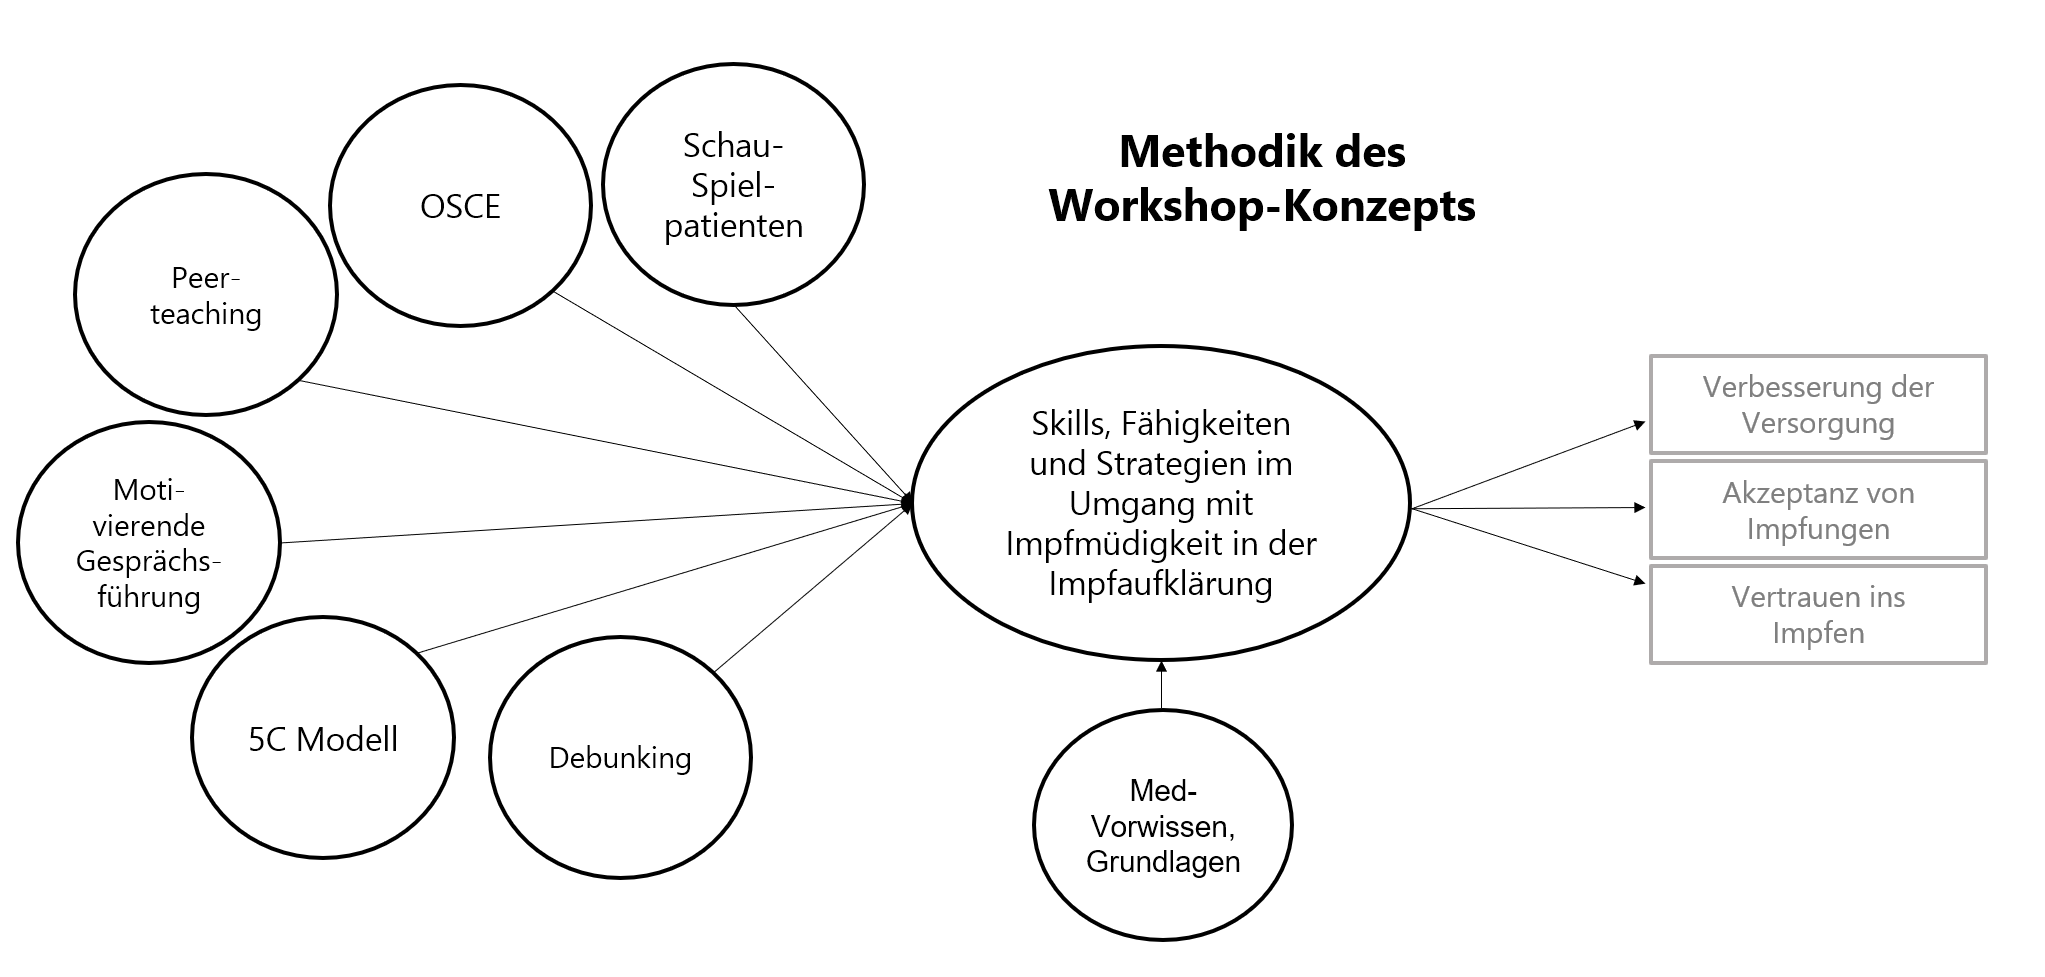 Methodik des
Workshop-Konzepts
Schau-
Spiel-
patienten
OSCE
Peer-
teaching
Moti-
vierende
Gesprächs-
führung
5C Modell
Debunking
Skills, Fähigkeiten
und Strategien im
Umgang mit
Impfmüdigkeit in der
Impfaufklärung
Med-
Vorwissen,
Grundlagen
Verbesserung der
Versorgung
Akzeptanz von
Impfungen
Vertrauen ins
Impfen